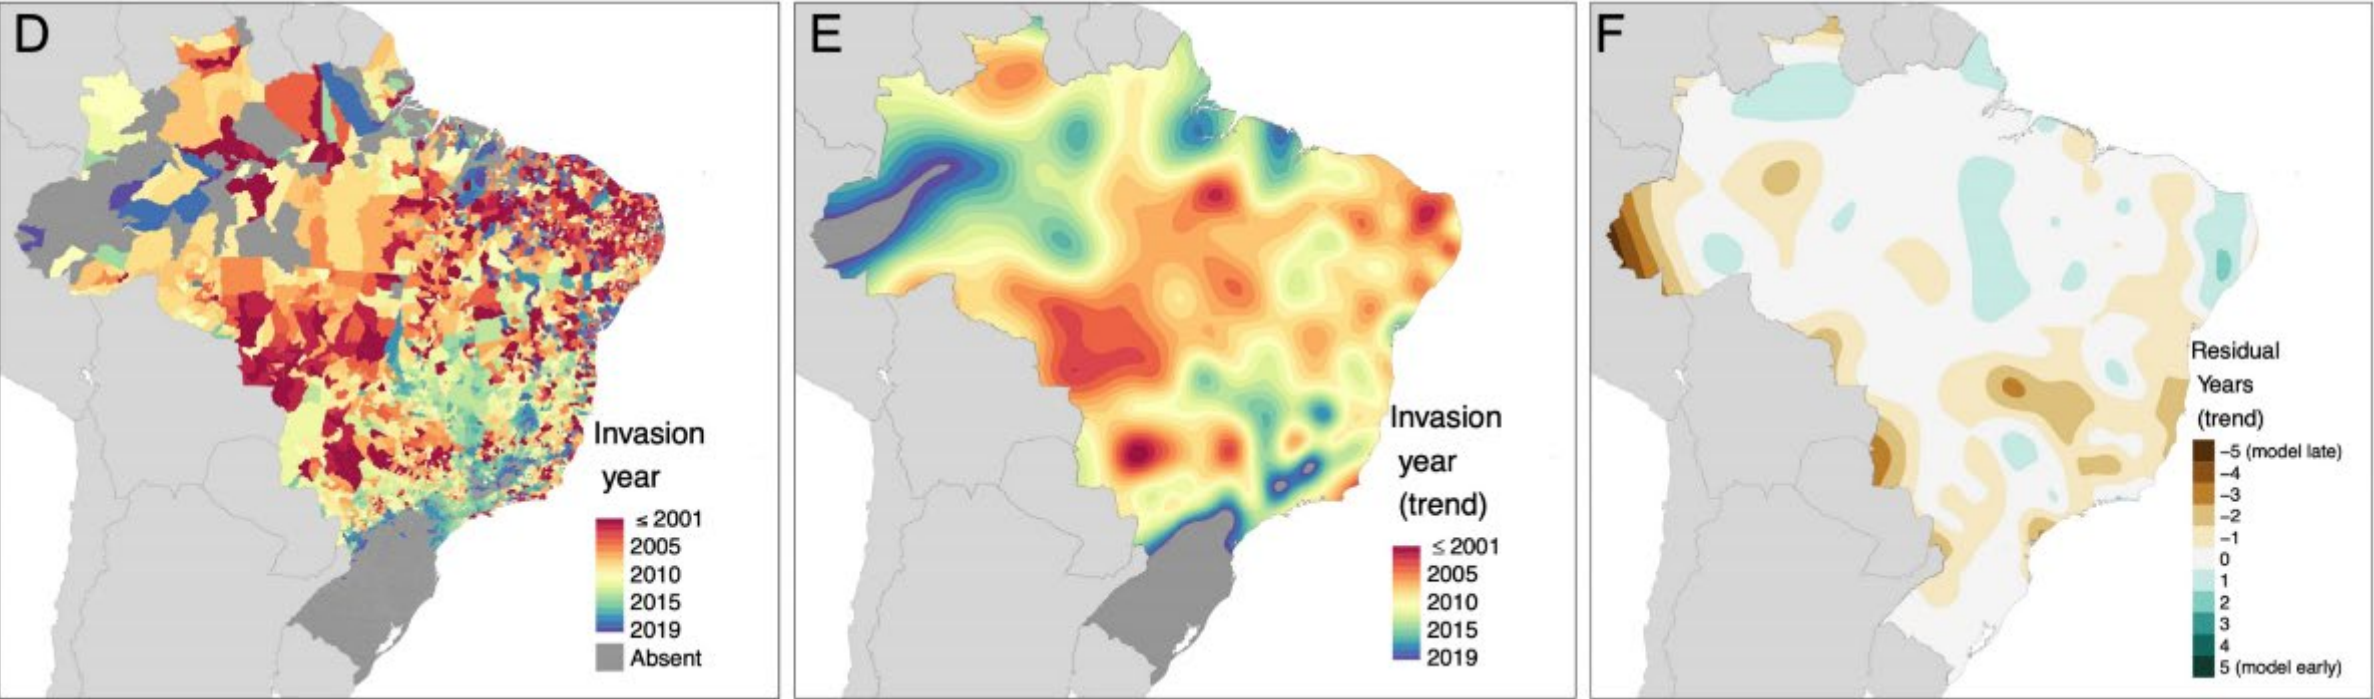 D
Invasion
year
≤ 2001
2005
2010
2015
2019
Absent
E
Invasion
year
(trend)
≤ 2001
2005
2010
2015
2019
F
Residual
Years
(trend)
−5 (model late)
−4
−3
−2
−1
0
1
2
3
4
5 (model early)